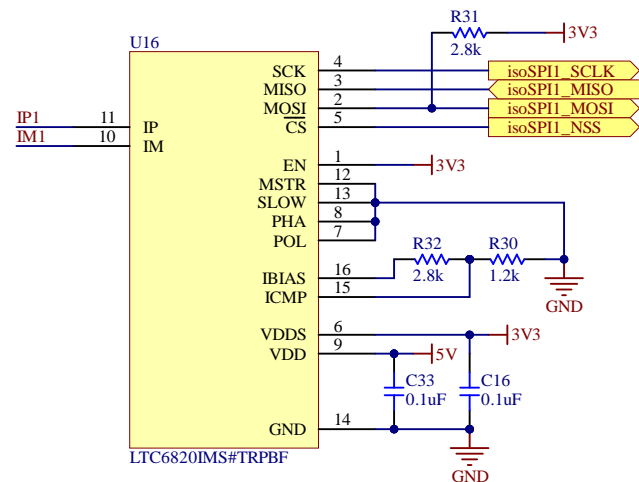 R31
2.8k
3V3
U16
SCK 4 isoSPI1_SCLK
MISO 3 isoSPI1_MISO
MOSI 2 isoSPI1_MOSI
CS 5 isoSPI1_NSS
IP1 11 IP
IM1 10 IM
EN 1 3V3
MSTR 12
SLOW 13
PHA 8
POL 7
R32 R30
IBIAS 16 2.8k 1.2k
ICMP 15
GND
VDDS 6 3V3
VDD 9 5V
C33 C16
0.1uF 0.1uF
GND 14
LTC6820IMS#TRPBF
GND